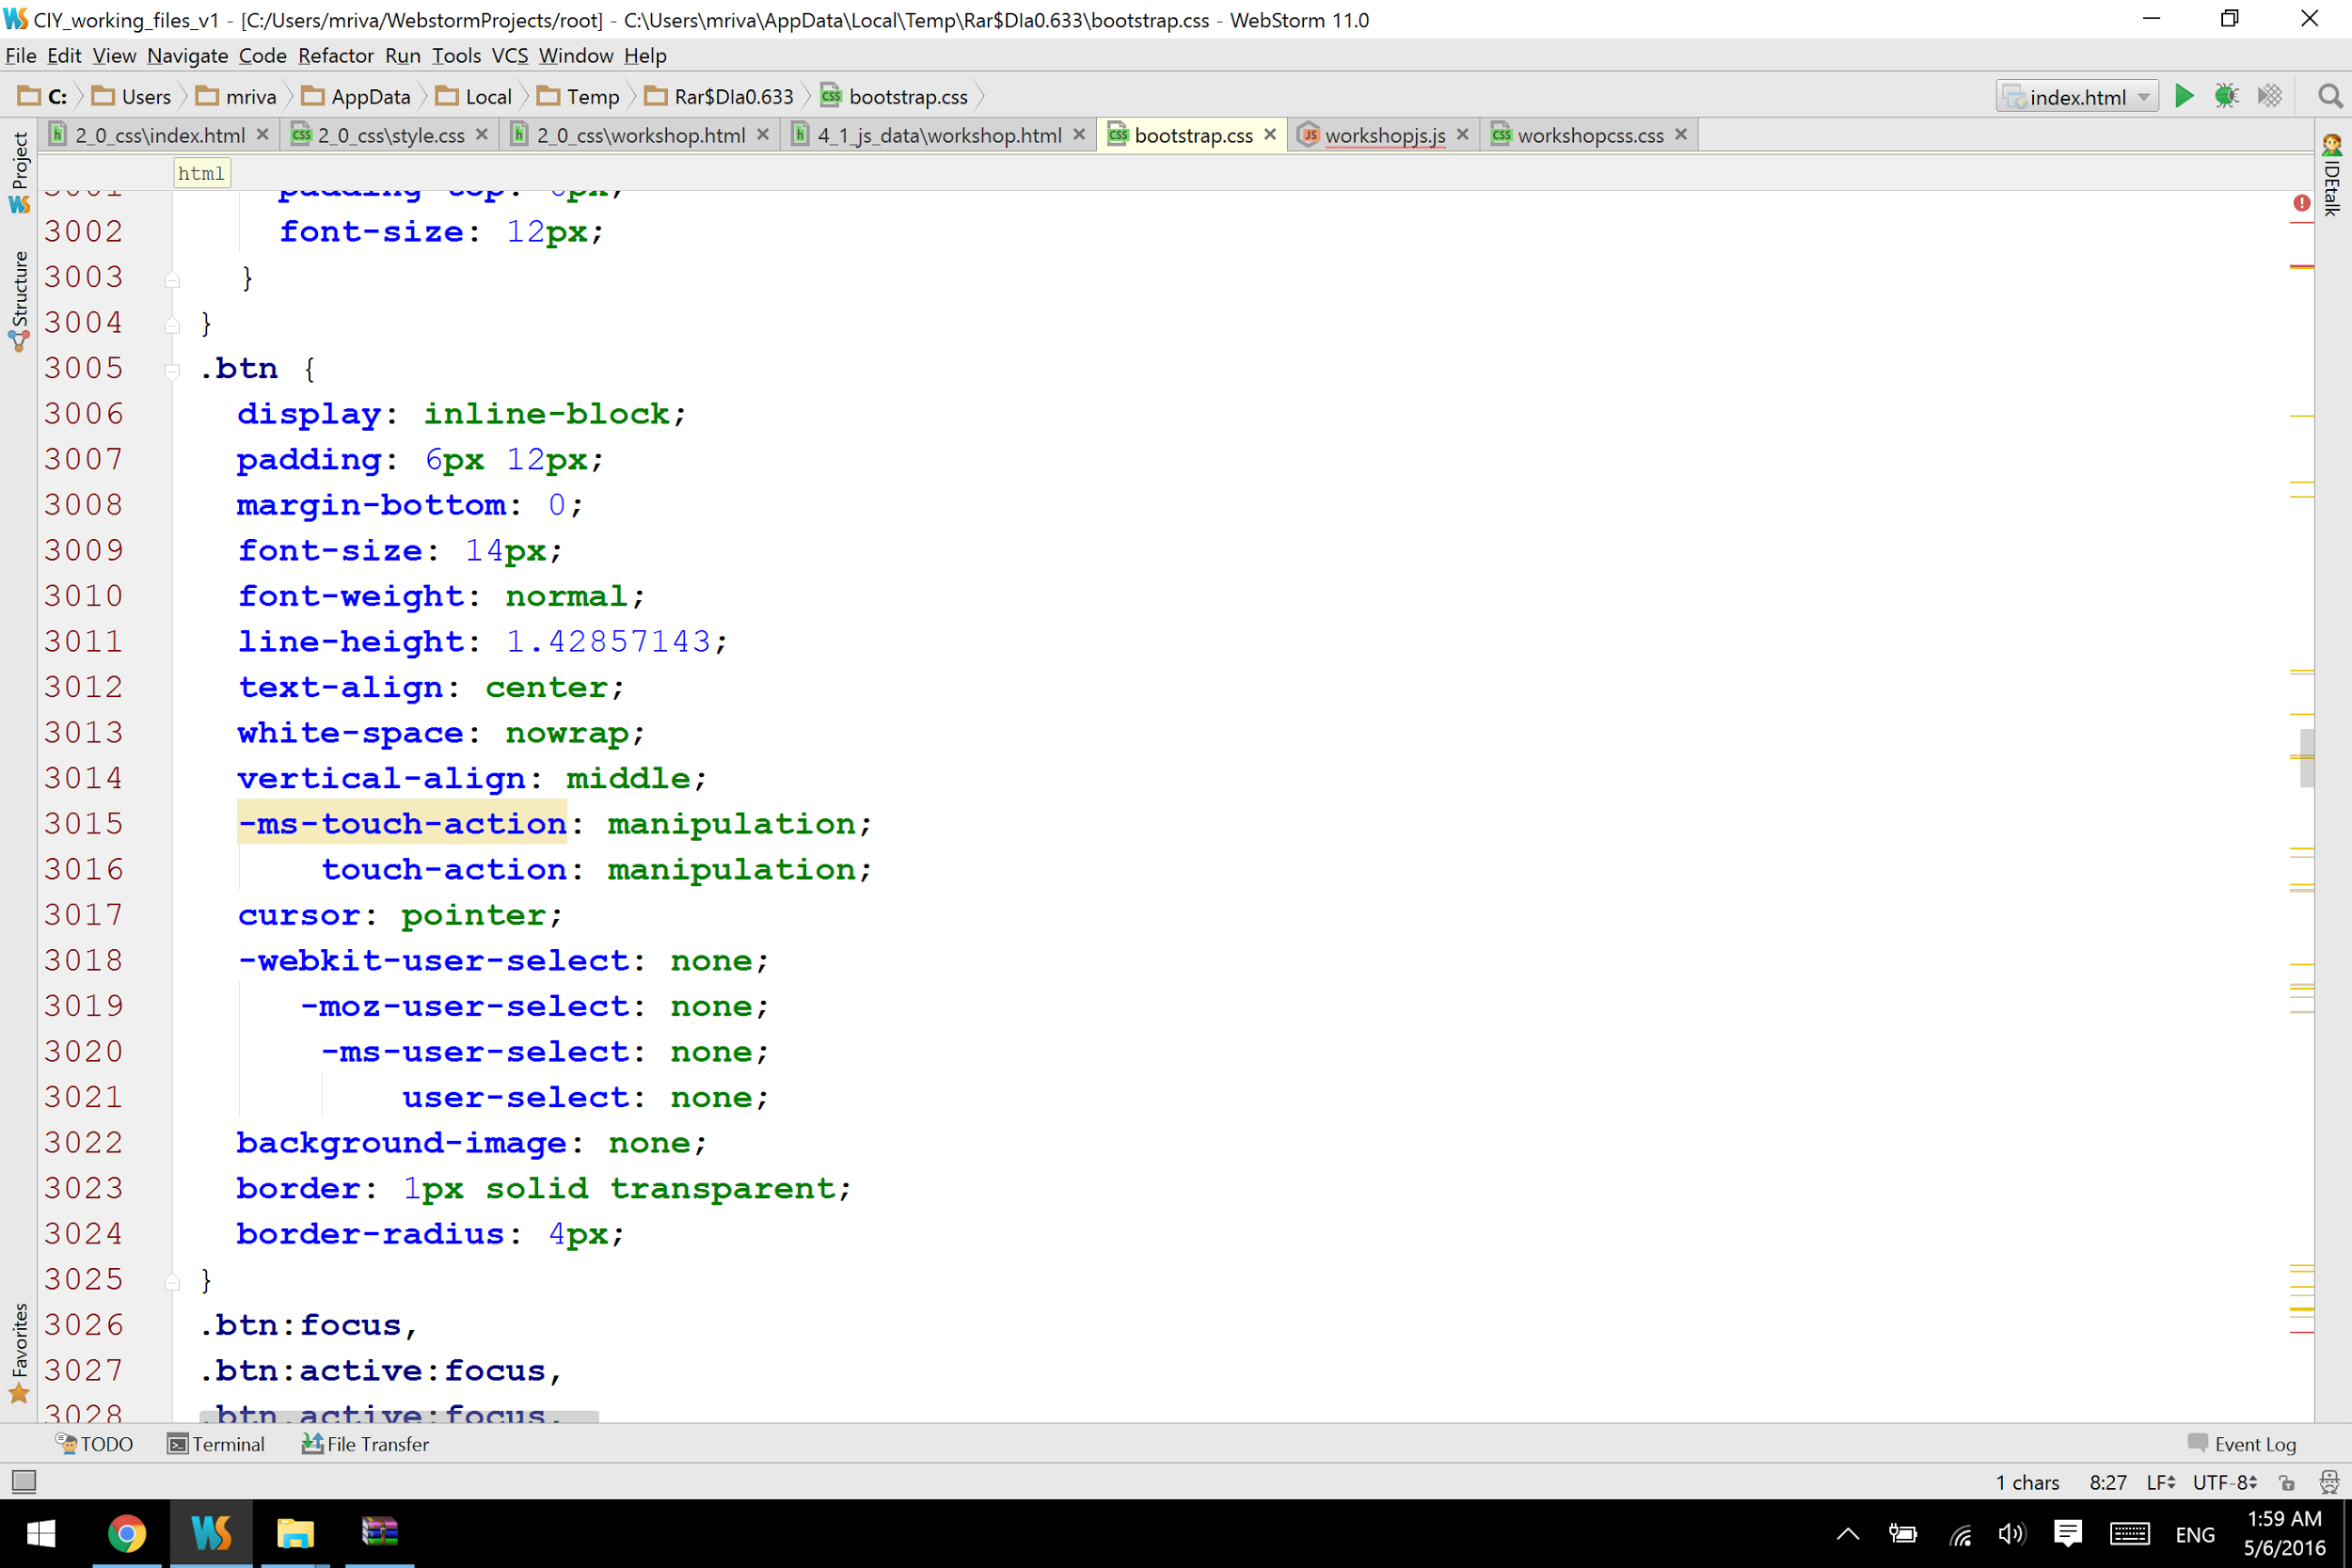 CIY_working_files_v1 - [C:/Users/mriva/WebstormProjects/root] - C:\Users\mriva\AppData\Local\Temp\Rar$DIa0.633\bootstrap.css - WebStorm 11.0
File Edit View Navigate Code Refactor Run Tools VCS Window Help
C: Users mriva AppData Local Temp Rar$DIa0.633 bootstrap.css index.html
2_0_css\index.html 2_0_css\style.css 2_0_css\workshop.html 4_1_js_data\workshop.html bootstrap.css workshopjs.js workshopcss.css
Project
Structure
Favorites
IDEtalk
html
3002 font-size: 12px;
3003 }
3004 }
3005 .btn {
3006 display: inline-block;
3007 padding: 6px 12px;
3008 margin-bottom: 0;
3009 font-size: 14px;
3010 font-weight: normal;
3011 line-height: 1.42857143;
3012 text-align: center;
3013 white-space: nowrap;
3014 vertical-align: middle;
3015 -ms-touch-action: manipulation;
3016 touch-action: manipulation;
3017 cursor: pointer;
3018 -webkit-user-select: none;
3019 -moz-user-select: none;
3020 -ms-user-select: none;
3021 user-select: none;
3022 background-image: none;
3023 border: 1px solid transparent;
3024 border-radius: 4px;
3025 }
3026 .btn:focus,
3027 .btn:active:focus,
3028 .btn.active:focus,
TODO Terminal File Transfer Event Log
1 chars 8:27 LF UTF-8
ENG
1:59 AM
5/6/2016